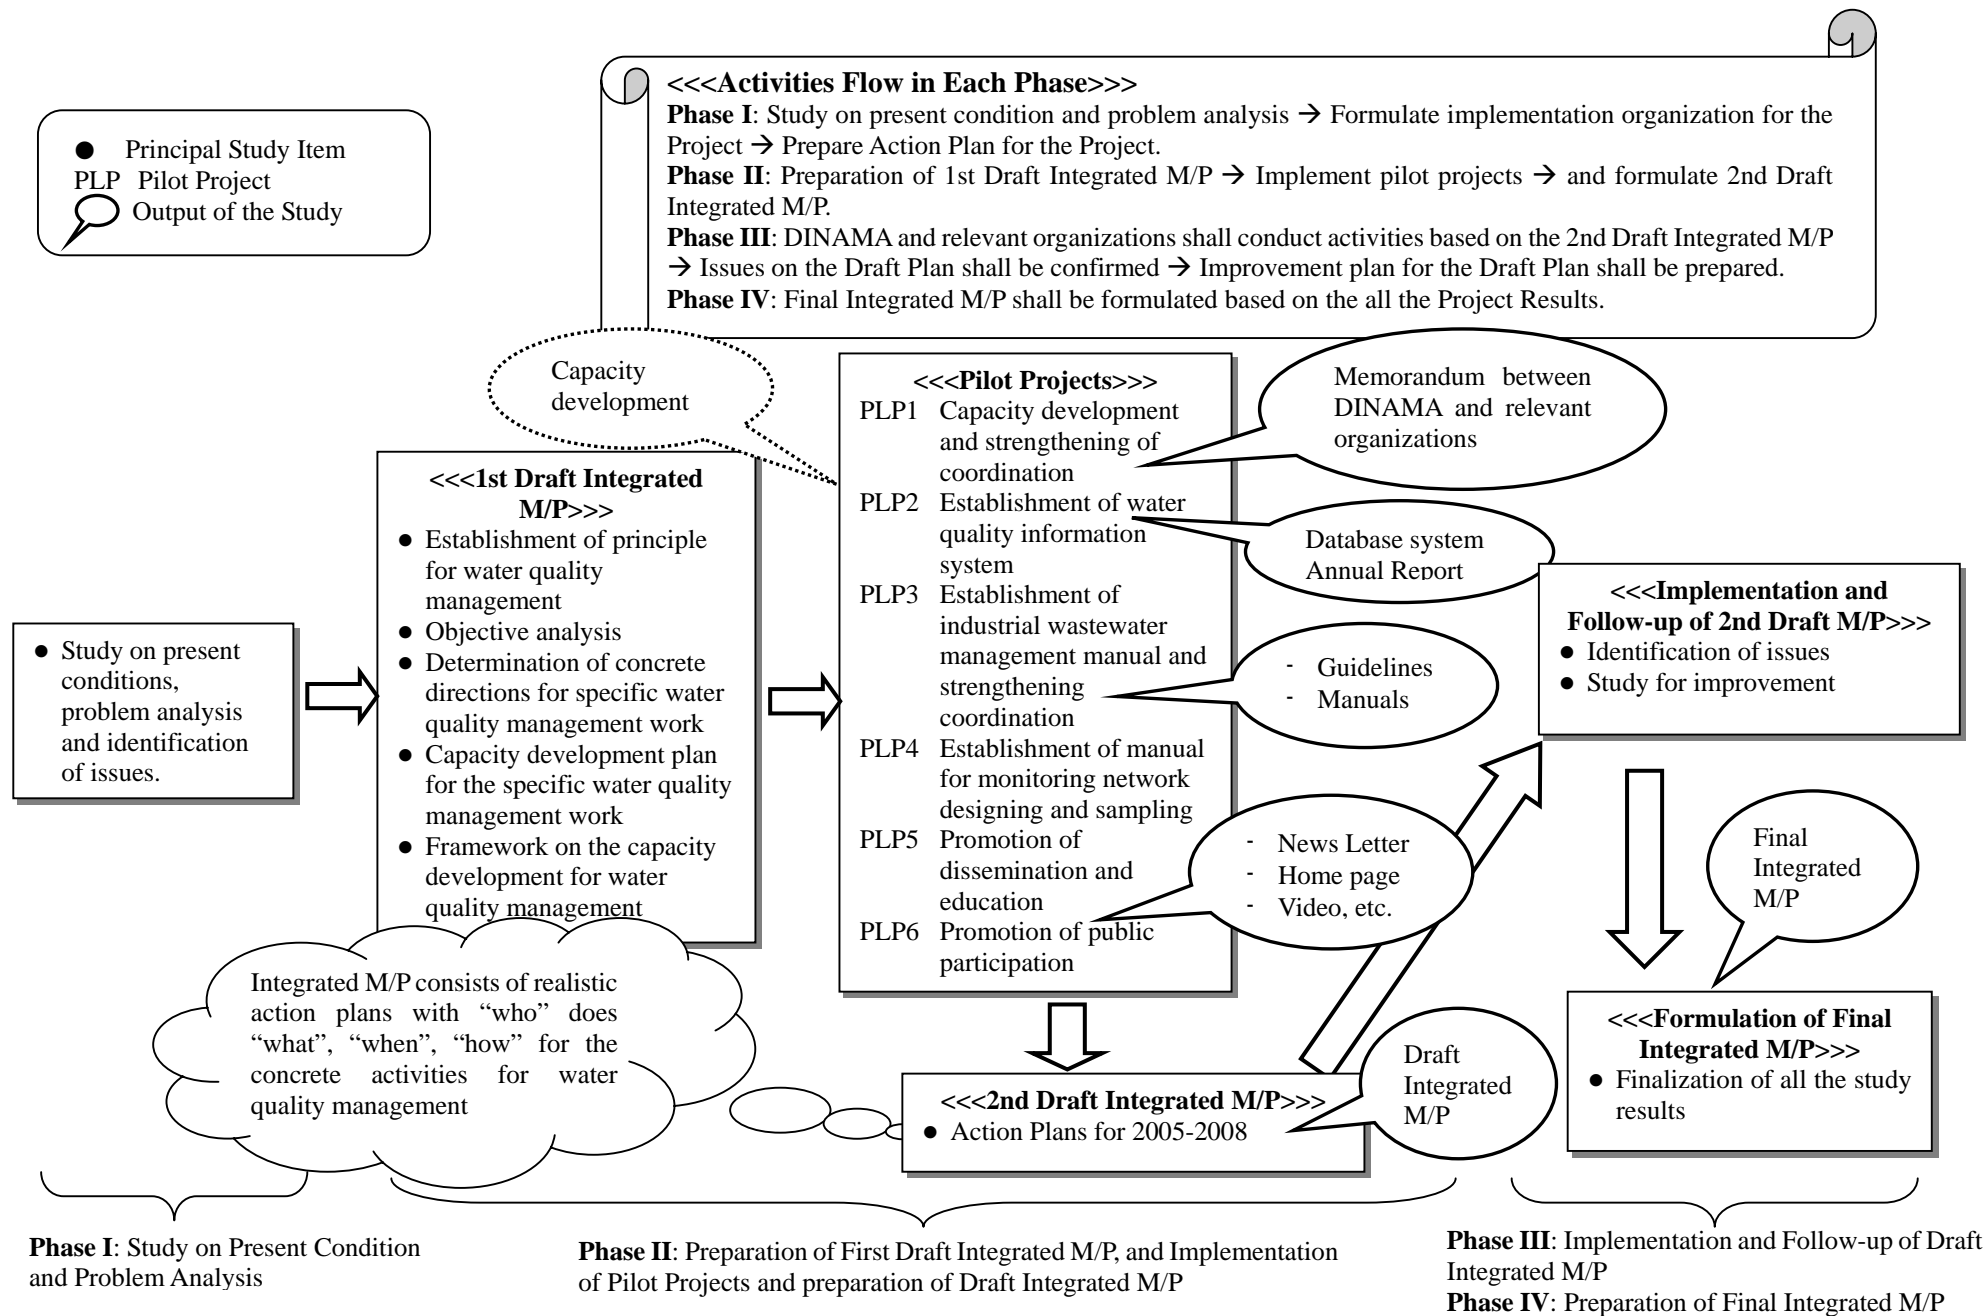 <<<Activities Flow in Each Phase>>>
Phase I: Study on present condition and problem analysis → Formulate implementation organization for the
Project → Prepare Action Plan for the Project.
Phase II: Preparation of 1st Draft Integrated M/P → Implement pilot projects → and formulate 2nd Draft
Integrated M/P.
Phase III: DINAMA and relevant organizations shall conduct activities based on the 2nd Draft Integrated M/P
→ Issues on the Draft Plan shall be confirmed → Improvement plan for the Draft Plan shall be prepared.
Phase IV: Final Integrated M/P shall be formulated based on the all the Project Results.
● Principal Study Item
PLP Pilot Project
Output of the Study
Capacity
development
● Study on present
conditions,
problem analysis
and identification
of issues.
<<<1st Draft Integrated
M/P>>>
● Establishment of principle
for water quality
management
● Objective analysis
● Determination of concrete
directions for specific water
quality management work
● Capacity development plan
for the specific water quality
management work
● Framework on the capacity
development for water
quality management
<<<Pilot Projects>>>
PLP1 Capacity development
and strengthening of
coordination
PLP2 Establishment of water
quality information
system
PLP3 Establishment of
industrial wastewater
management manual and
strengthening
coordination
PLP4 Establishment of manual
for monitoring network
designing and sampling
PLP5 Promotion of
dissemination and
education
PLP6 Promotion of public
participation
Memorandum between
DINAMA and relevant
organizations
Database system
Annual Report
- Guidelines
- Manuals
- News Letter
- Home page
- Video, etc.
<<<Implementation and
Follow-up of 2nd Draft M/P>>>
● Identification of issues
● Study for improvement
Final
Integrated
M/P
<<<Formulation of Final
Integrated M/P>>>
● Finalization of all the study
results
Integrated M/P consists of realistic
action plans with “who” does
“what”, “when”, “how” for the
concrete activities for water
quality management
<<<2nd Draft Integrated M/P>>>
● Action Plans for 2005-2008
Draft
Integrated
M/P
Phase I: Study on Present Condition
and Problem Analysis
Phase II: Preparation of First Draft Integrated M/P, and Implementation
of Pilot Projects and preparation of Draft Integrated M/P
Phase III: Implementation and Follow-up of Draft
Integrated M/P
Phase IV: Preparation of Final Integrated M/P